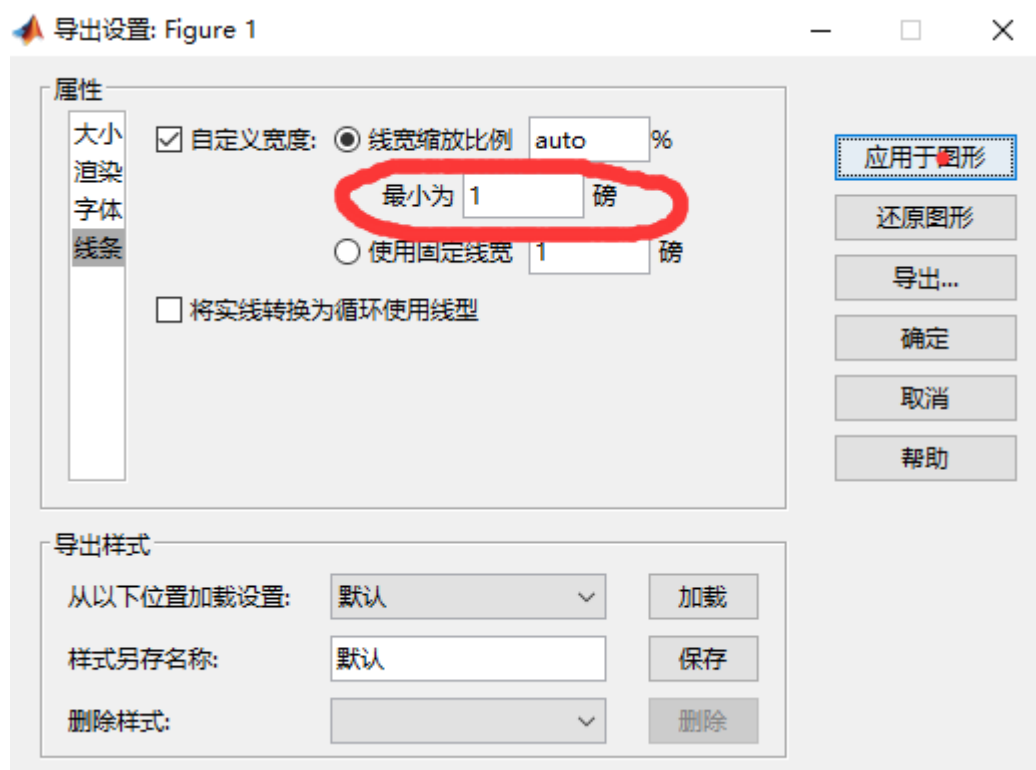 导出设置: Figure 1
属性
大小
渲染
字体
线条
自定义宽度: 线宽缩放比例 auto %
最小为 1 磅
使用固定线宽 1 磅
将实线转换为循环使用线型
应用于图形
还原图形
导出...
确定
取消
帮助
导出样式
从以下位置加载设置: 默认 加载
样式另存名称: 默认 保存
删除样式: 删除